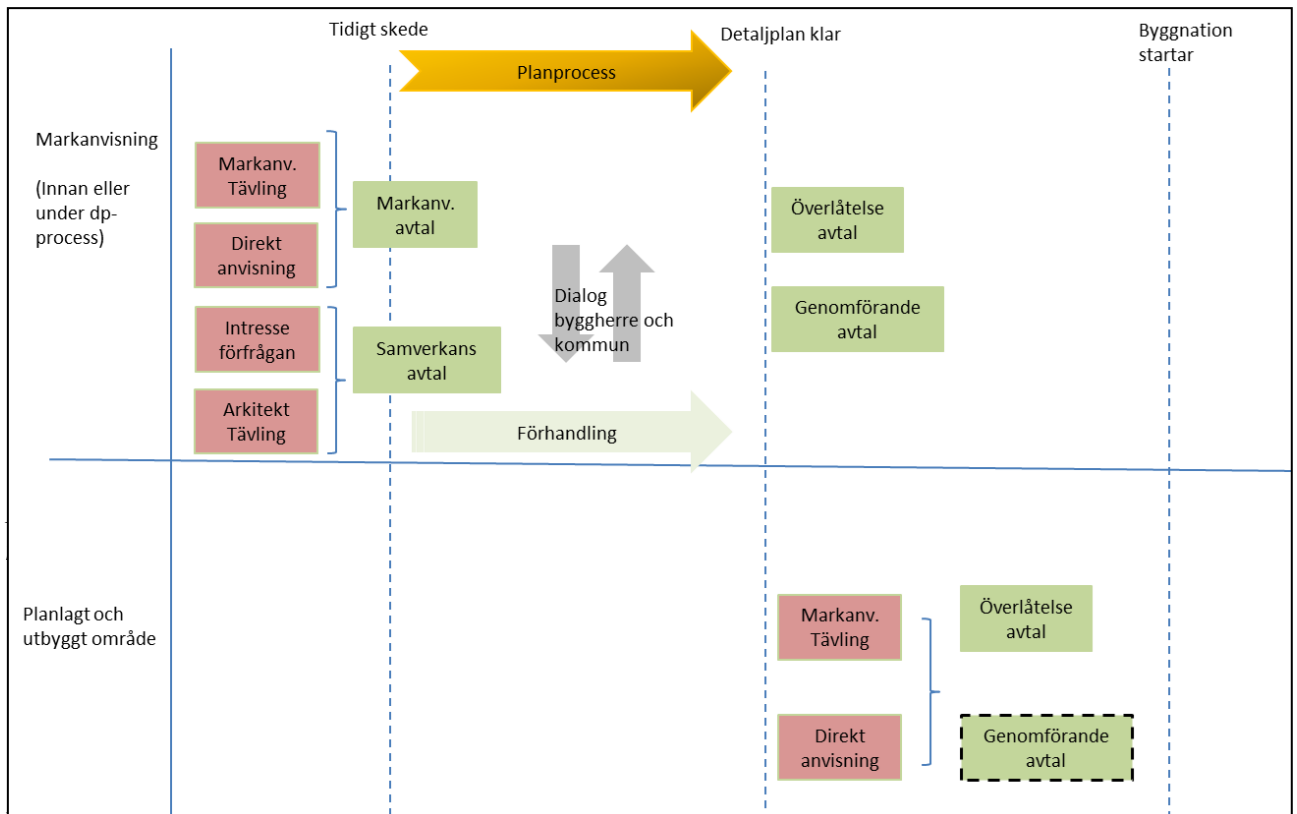 Tidigt skede
Detaljplan klar
Byggnation
startar
Planprocess
Markanvisning
(Innan eller
under dp-
process)
Markanv.
Tävling
Direkt
anvisning
Markanv.
avtal
Intresse
förfrågan
Arkitekt
Tävling
Samverkans
avtal
Dialog
byggherre och
kommun
Förhandling
Överlåtelse
avtal
Genomförande
avtal
Planlagt och
utbyggt område
Markanv.
Tävling
Direkt
anvisning
Överlåtelse
avtal
Genomförande
avtal